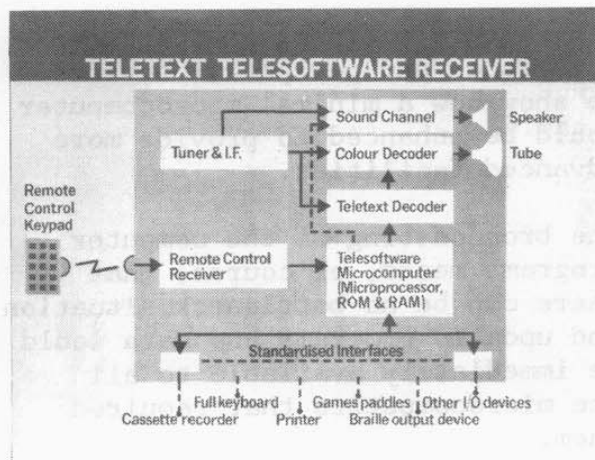 TELETEXT TELESOFTWARE RECEIVER
Sound Channel
Speaker
Tuner & I.F.
Colour Decoder
Tube
Remote
Control
Keypad
Teletext Decoder
Remote Control
Receiver
Telesoftware
Microcomputer
(Microprocessor,
ROM & RAM)
Standardised Interfaces
Full keyboard
Games paddles
Other I/O devices
Cassette recorder
Printer
Braille output device